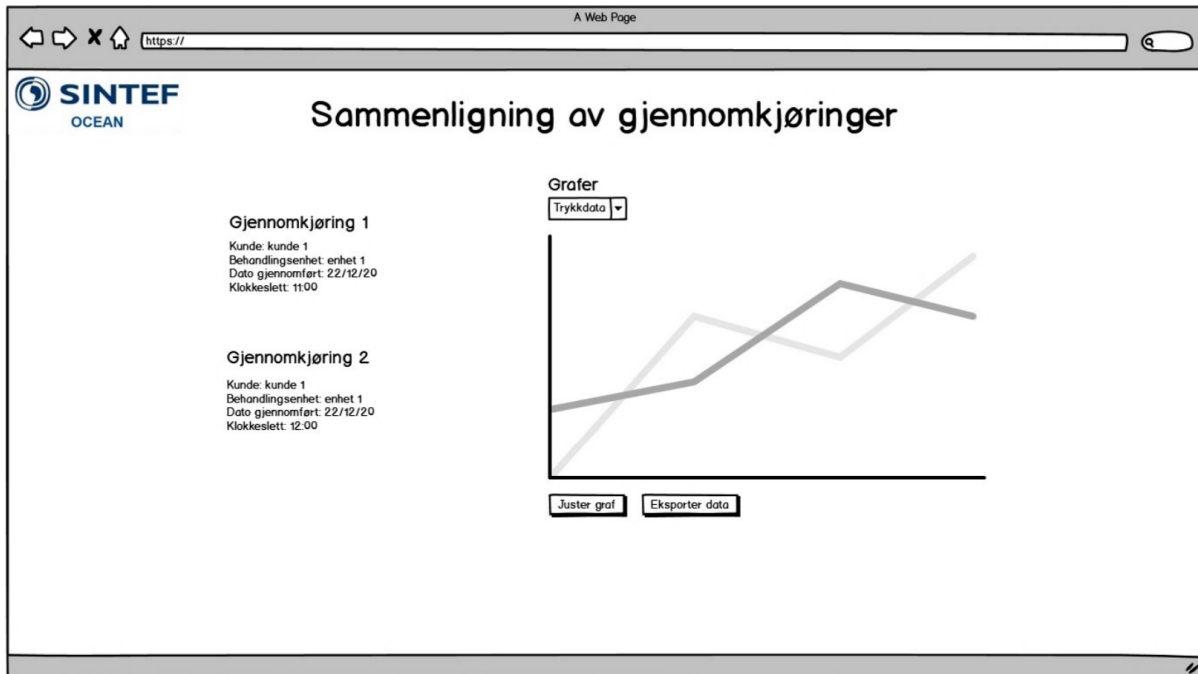 A Web Page
https://
SINTEF
OCEAN
Sammenligning av gjennomkjøringer
Gjennomkjøring 1
Kunde: kunde 1
Behandlingsenhet: enhet 1
Dato gjennomført: 22/12/20
Klokkeslett: 11:00
Gjennomkjøring 2
Kunde: kunde 1
Behandlingsenhet: enhet 1
Dato gjennomført: 22/12/20
Klokkeslett: 12:00
Grafer
Trykkdata
Juster graf
Eksporter data